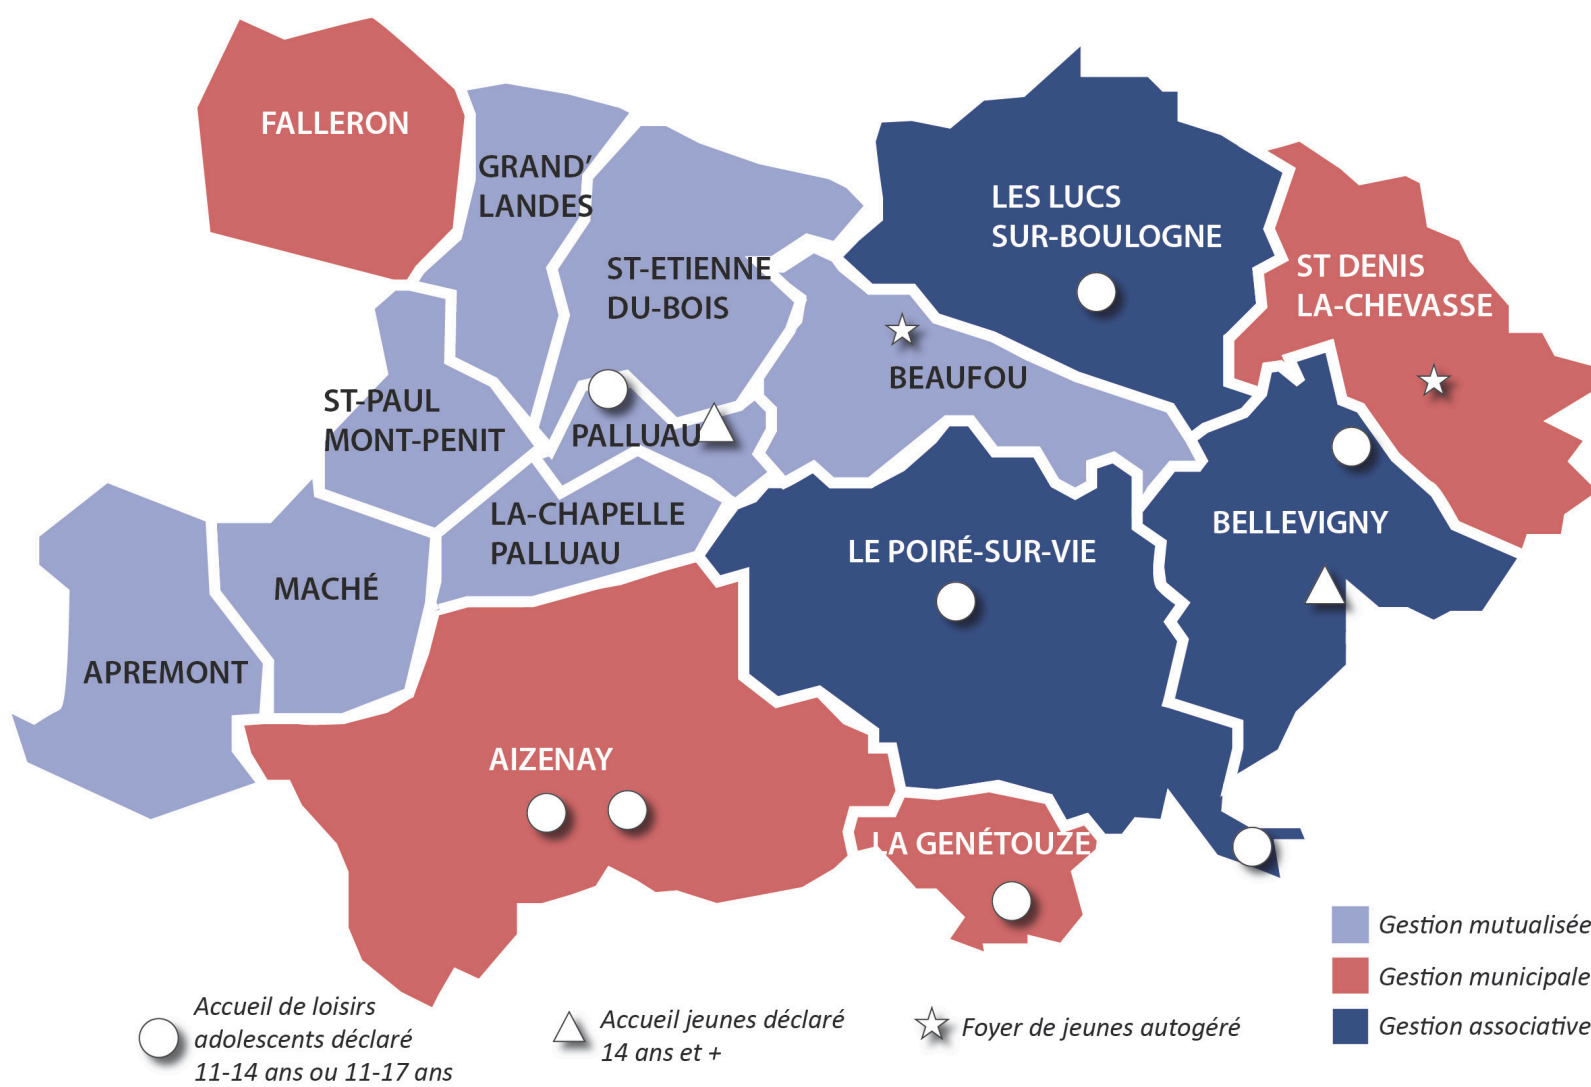 FALLERON
GRAND'
LANDES
LES LUCS
SUR-BOULOGNE
ST-ETIENNE
DU-BOIS
ST DENIS
LA-CHEVASSE
BEAUFOU
ST-PAUL
MONT-PENIT
PALLUAU
LA-CHAPELLE
PALLUAU
BELLEVIGNY
LE POIRÉ-SUR-VIE
MACHÉ
APREMONT
AIZENAY
LA GENÉTOUZE
Gestion mutualisée
Gestion municipale
Gestion associative
Accueil de loisirs
adolescents déclaré
11-14 ans ou 11-17 ans
Accueil jeunes déclaré
14 ans et +
Foyer de jeunes autogéré